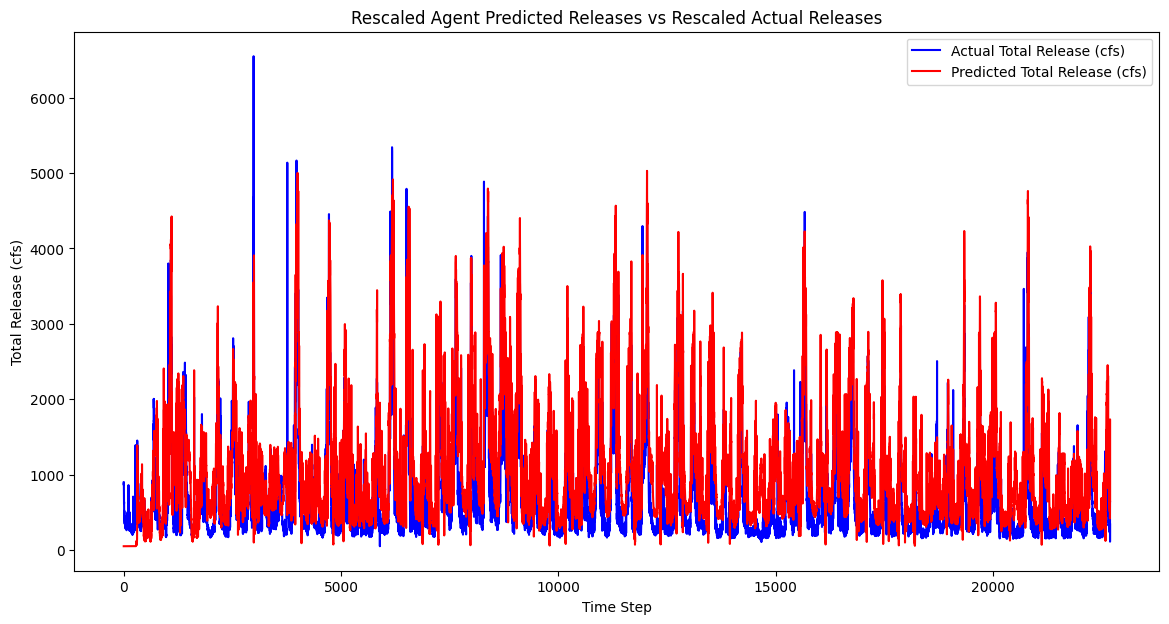 Rescaled Agent Predicted Releases vs Rescaled Actual Releases
Actual Total Release (cfs)
Predicted Total Release (cfs)
Total Release (cfs)
6000
5000
4000
3000
2000
1000
0
0 5000 10000 15000 20000
Time Step